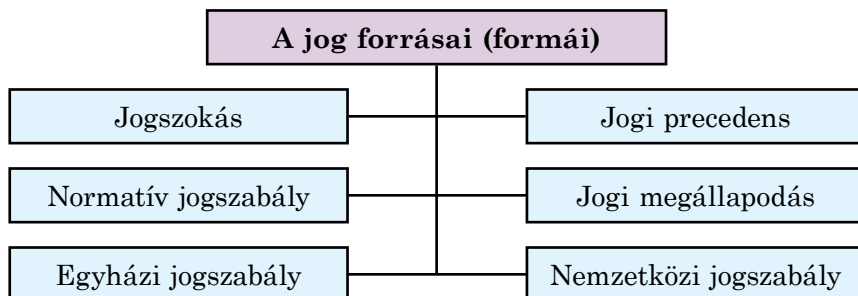 A jog forrásai (formái)
Jogszokás
Jogi precedens
Normatív jogszabály
Jogi megállapodás
Egyházi jogszabály
Nemzetközi jogszabály